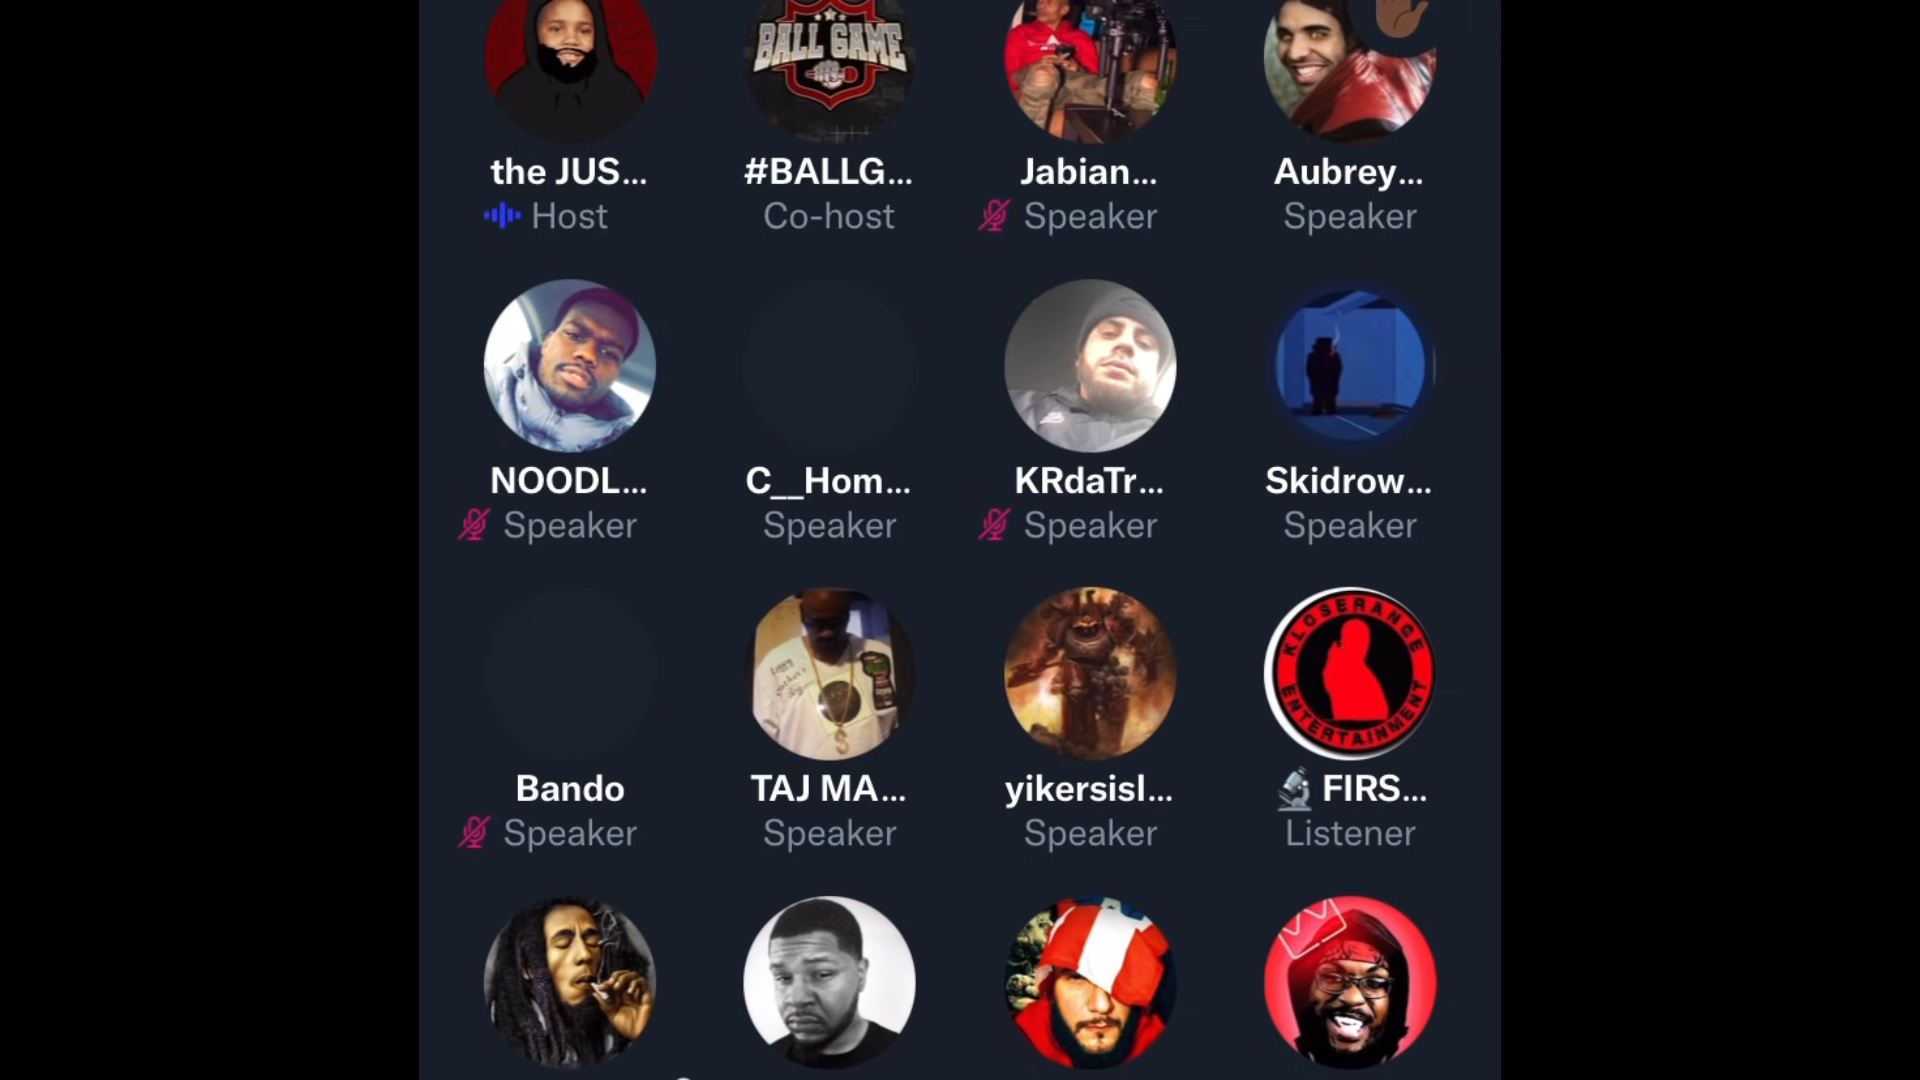 BALL GAME
the JUS...
#BALLG...
Jabian...
Aubrey...
Host
Co-host
Speaker
Speaker
NOODL...
C__Hom...
KRdaTr...
Skidrow...
Speaker
Speaker
Speaker
Speaker
KLOSERANGE
ENTERTAINMENT
Bando
TAJ MA...
yikersisl...
🔬 FIRS...
Speaker
Speaker
Speaker
Listener